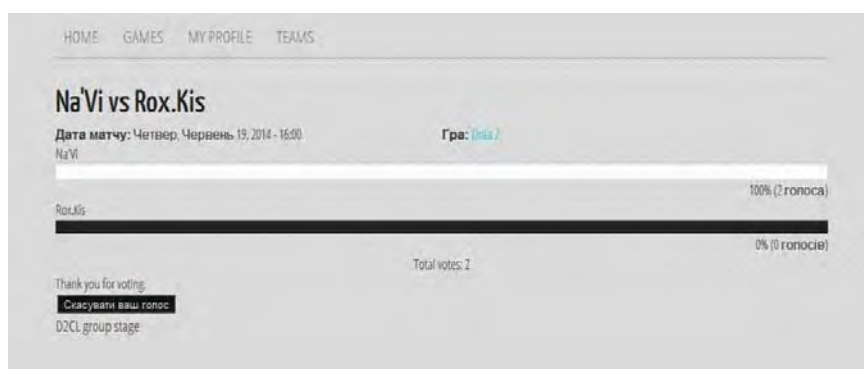 HOME GAMES MY PROFILE TEAMS
Na'Vi vs Rox.Kis
Дата матчу: Четвер, Червень 19, 2014 - 16:00 Гра: Dota 2
Na'Vi
100% (2 голоса)
Rox.Kis
0% (0 голосів)
Total votes: 2
Thank you for voting.
Скасувати ваш голос
D2CL group stage